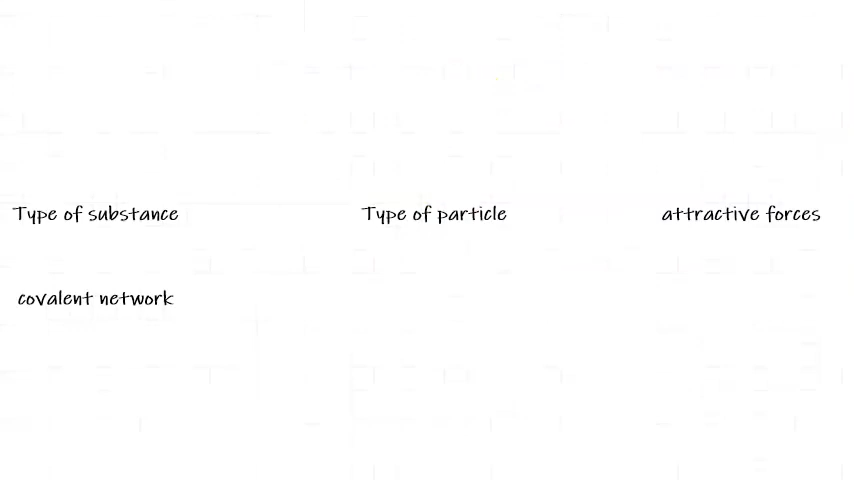 Type of substance Type of particle attractive forces
covalent network